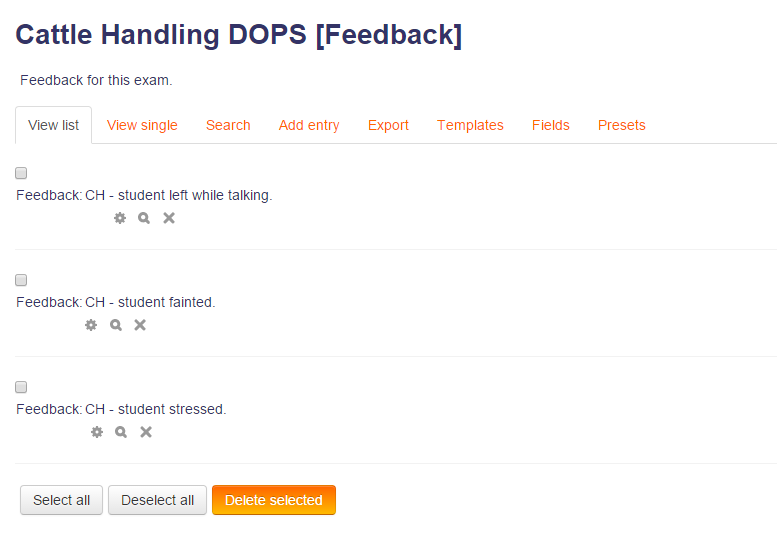 Cattle Handling DOPS [Feedback]
Feedback for this exam.
View list View single Search Add entry Export Templates Fields Presets
Feedback: CH - student left while talking.
Feedback: CH - student fainted.
Feedback: CH - student stressed.
Select all Deselect all Delete selected